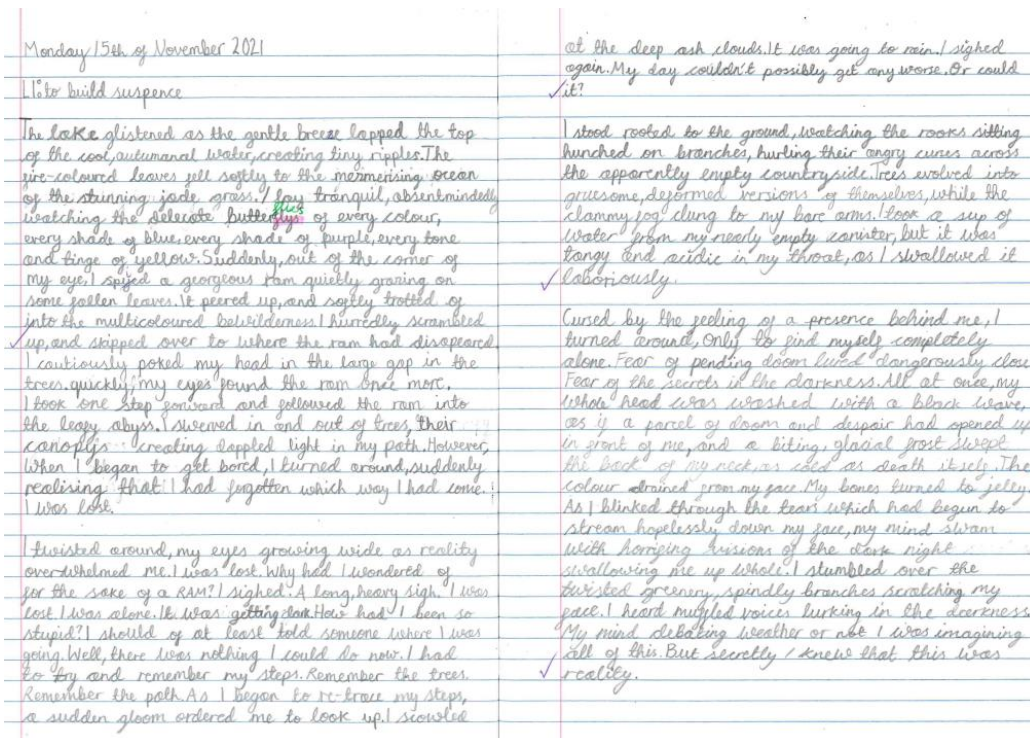 Monday 15th of November 2021
LI: to build suspence
The lake glistened as the gentle breeze lapped the top
of the cool, autumanal water, creating tiny ripples. The
fire-coloured leaves fell softly to the mezmerising ocean
of the stunning jade grass. I lay tranquil, absentmindedly
watching the delecate butterflys flies of every colour,
every shade of blue, every shade of purple, every tone
and tinge of yellow. Suddenly, out of the corner of
my eye, I spied a georgeous ram quietly grazing on
some fallen leaves. It peered up, and softly trotted of
into the multicoloured bewilderness. I hurredly scrambled
up, and skipped over to where the ram had disapeared.
I cautiously poked my head in the large gap in the
trees. quickly, my eyes found the ram once more.
I took one step forward and followed the ram into
the leafy abyss. I swerved in and out of trees, their
canopys creating dappled light in my path. However,
when I began to get bored, I turned around, suddenly
realising that I had forgotten which way I had come.
I was lost.
I twisted around, my eyes growing wide as reality
over-whelmed me. I was lost. Why had I wondered of
for the sake of a RAM? I sighed. A long, heavy sigh. I was
lost. I was alone. It was getting dark. How had I been so
stupid? I should of at least told someone where I was
going. Well, there was nothing I could do now. I had
to try and remember my steps. Remember the trees.
Remember the path. As I began to re-trace my steps,
a sudden gloom ordered me to look up. I scowled
at the deep ash clouds. It was going to rain. I sighed
again. My day couldn't possibly get any worse. Or could
it?
I stood rooted to the ground, watching the rooks sitting
hunched on branches, hurling their angry curses across
the apparently empty countryside. Trees evolved into
gruesome, deformed versions of themselves, while the
clammy fog clung to my bare arms. I took a sup of
water from my nearly empty canister, but it was
tangy and acidic in my throat, as I swallowed it
laboriously.
Cursed by the feeling of a presence behind me, I
turned around, Only to find myself completely
alone. Fear of pending doom lured dangerously close
Fear of the secrets in the darkness. All at once, my
whole head was washed with a black wave,
as if a parcel of doom and despair had opened up
in front of me, and a biting, glacial frost swept
the back of my neck, as cold as death itself. The
colour drained from my face. My bones turned to jelly.
As I blinked through the tears which had begun to
stream hopelessly down my face, my mind swam
with horrifing visions of the dark night
swallowing me up whole. I stumbled over the
twisted greenery, spindly branches scratching my
face. I heard muffled voices lurking in the deerkness
My mind debating weather or not I was imagining
all of this. But secretly I knew that this was
reality.